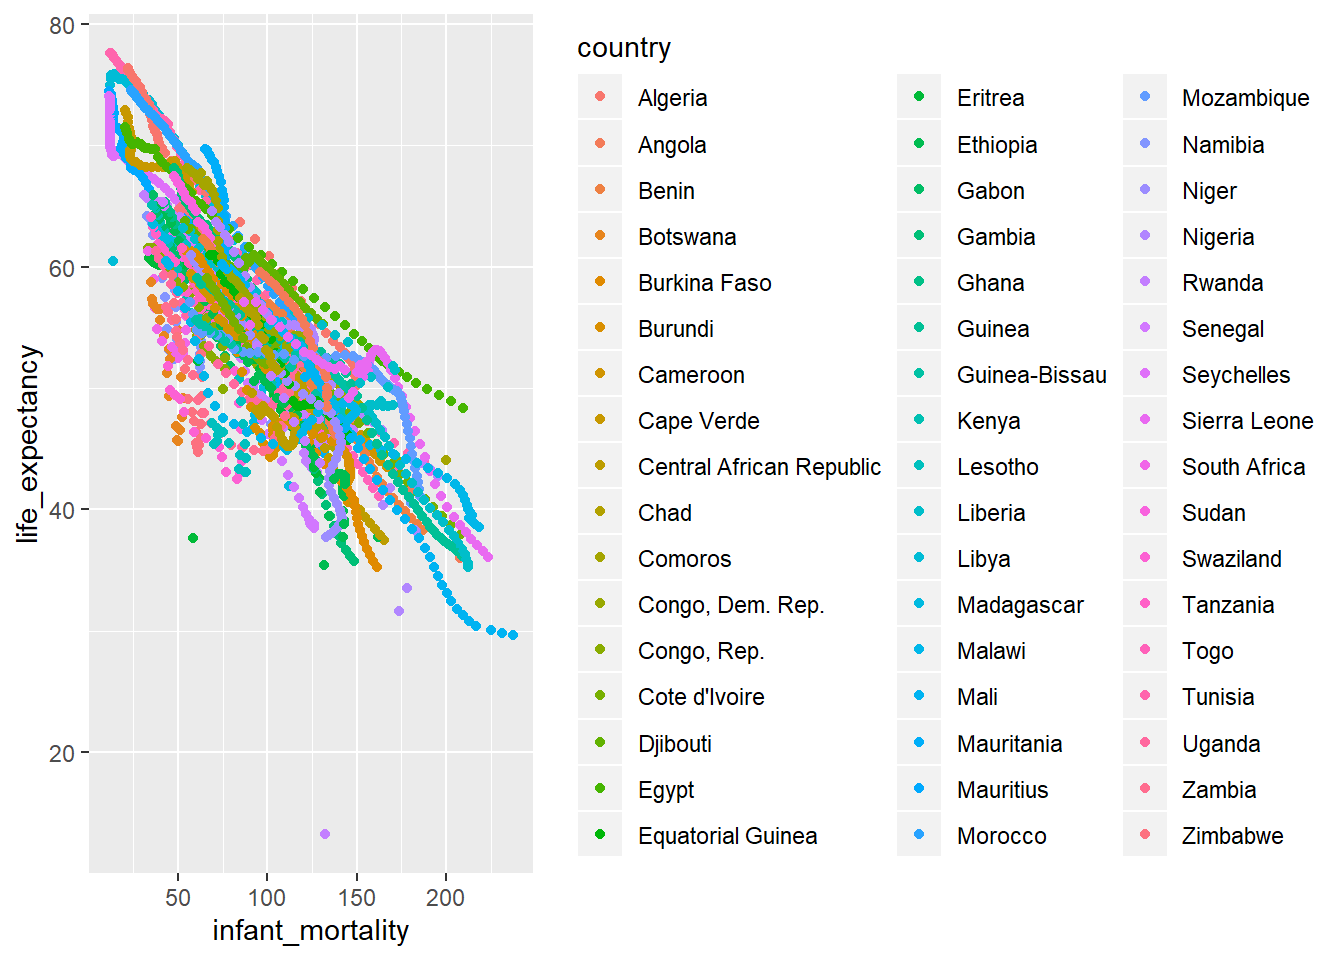 80
60
40
20
life_expectancy
50
100
150
200
infant_mortality
country
Algeria
Angola
Benin
Botswana
Burkina Faso
Burundi
Cameroon
Cape Verde
Central African Republic
Chad
Comoros
Congo, Dem. Rep.
Congo, Rep.
Cote d'Ivoire
Djibouti
Egypt
Equatorial Guinea
Eritrea
Ethiopia
Gabon
Gambia
Ghana
Guinea
Guinea-Bissau
Kenya
Lesotho
Liberia
Libya
Madagascar
Malawi
Mali
Mauritania
Mauritius
Morocco
Mozambique
Namibia
Niger
Nigeria
Rwanda
Senegal
Seychelles
Sierra Leone
South Africa
Sudan
Swaziland
Tanzania
Togo
Tunisia
Uganda
Zambia
Zimbabwe